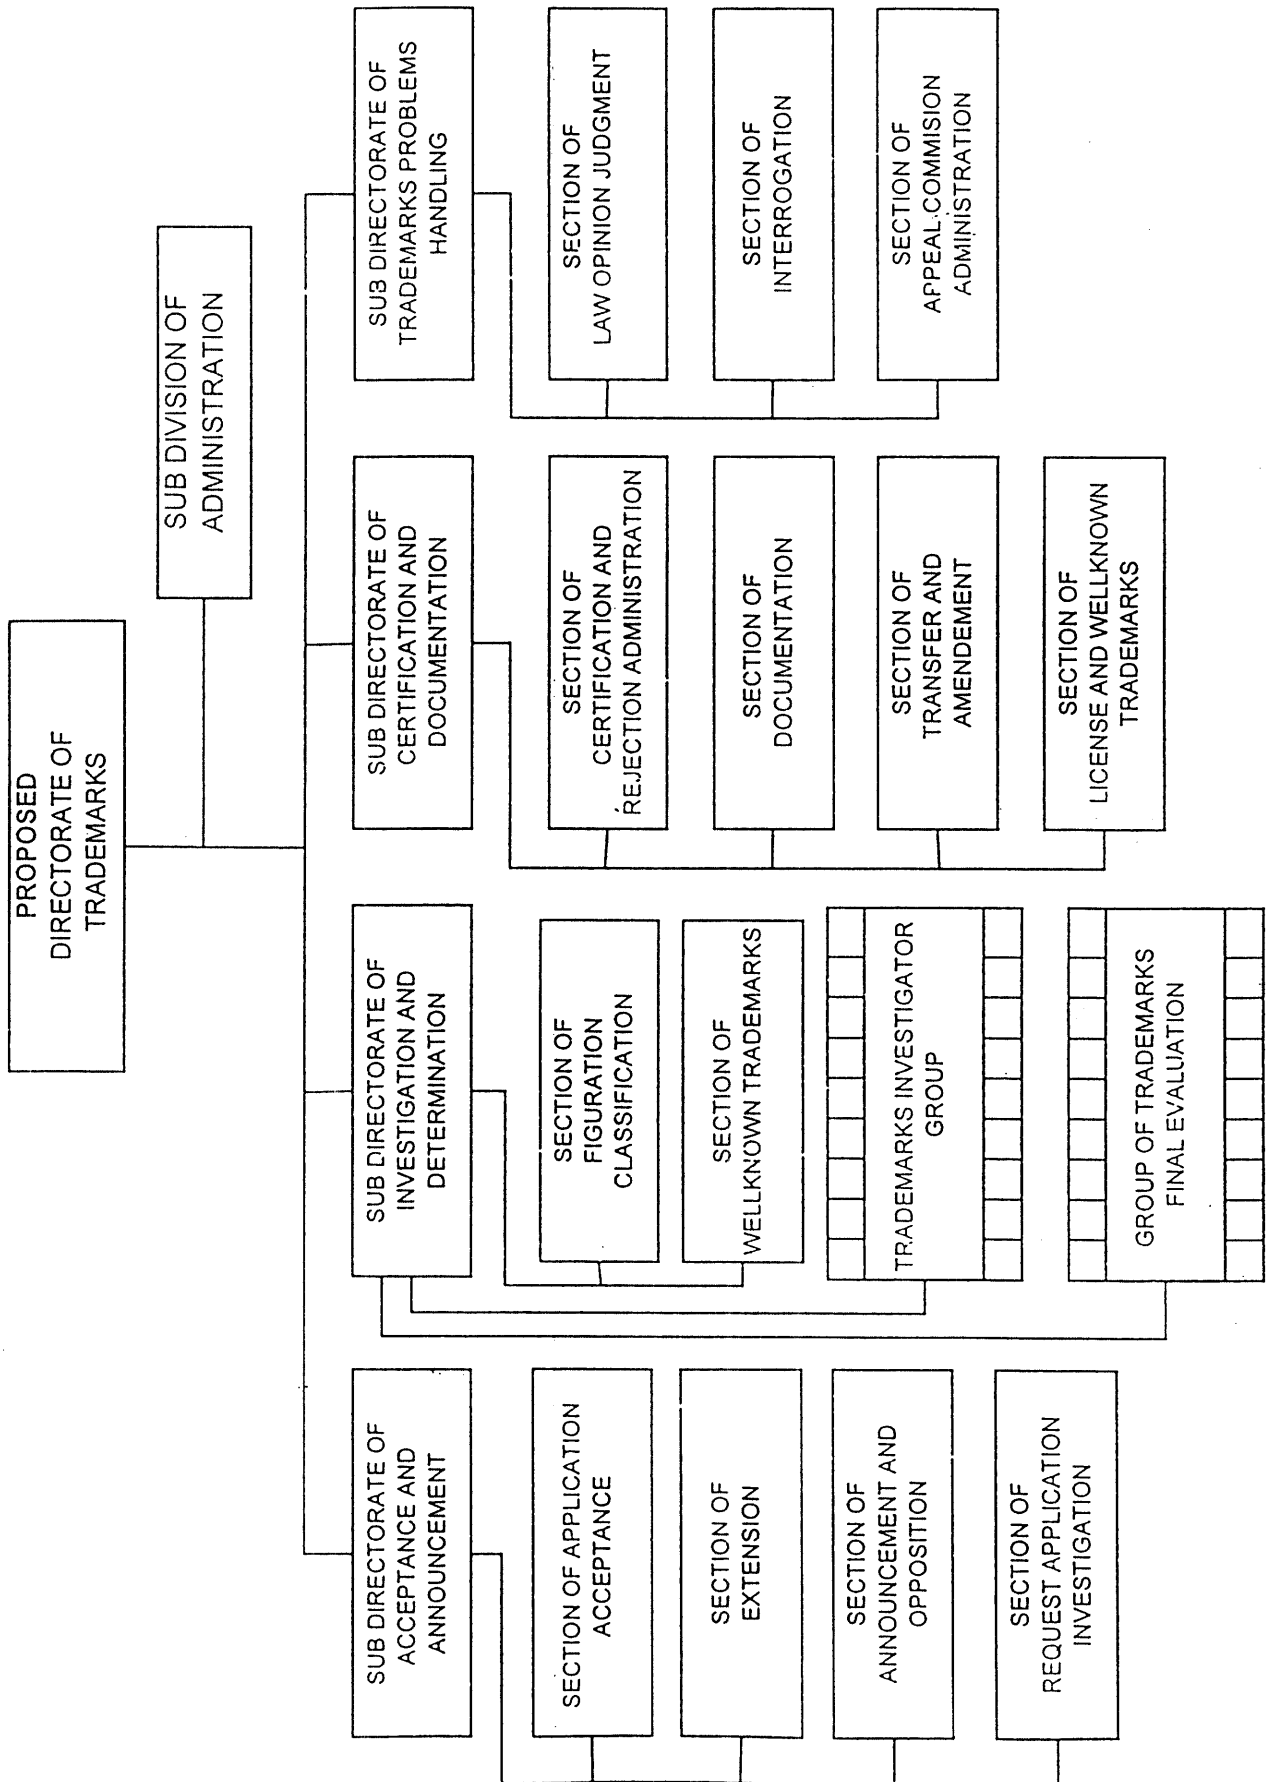 PROPOSED
DIRECTORATE OF
TRADEMARKS
SUB DIVISION OF
ADMINISTRATION
SUB DIRECTORATE OF
ACCEPTANCE AND
ANNOUNCEMENT
SECTION OF APPLICATION
ACCEPTANCE
SECTION OF
EXTENSION
SECTION OF
ANNOUNCEMENT AND
OPPOSITION
SECTION OF
REQUEST APPLICATION
INVESTIGATION
SUB DIRECTORATE OF
INVESTIGATION AND
DETERMINATION
SECTION OF
FIGURATION
CLASSIFICATION
SECTION OF
WELLKNOWN TRADEMARKS
TRADEMARKS INVESTIGATOR
GROUP
GROUP OF TRADEMARKS
FINAL EVALUATION
SUB DIRECTORATE OF
CERTIFICATION AND
DOCUMENTATION
SECTION OF
CERTIFICATION AND
REJECTION ADMINISTRATION
SECTION OF
DOCUMENTATION
SECTION OF
TRANSFER AND
AMENDEMENT
SECTION OF
LICENSE AND WELLKNOWN
TRADEMARKS
SUB DIRECTORATE OF
TRADEMARKS PROBLEMS
HANDLING
SECTION OF
LAW OPINION JUDGMENT
SECTION OF
INTERROGATION
SECTION OF
APPEAL COMMISION
ADMINISTRATION